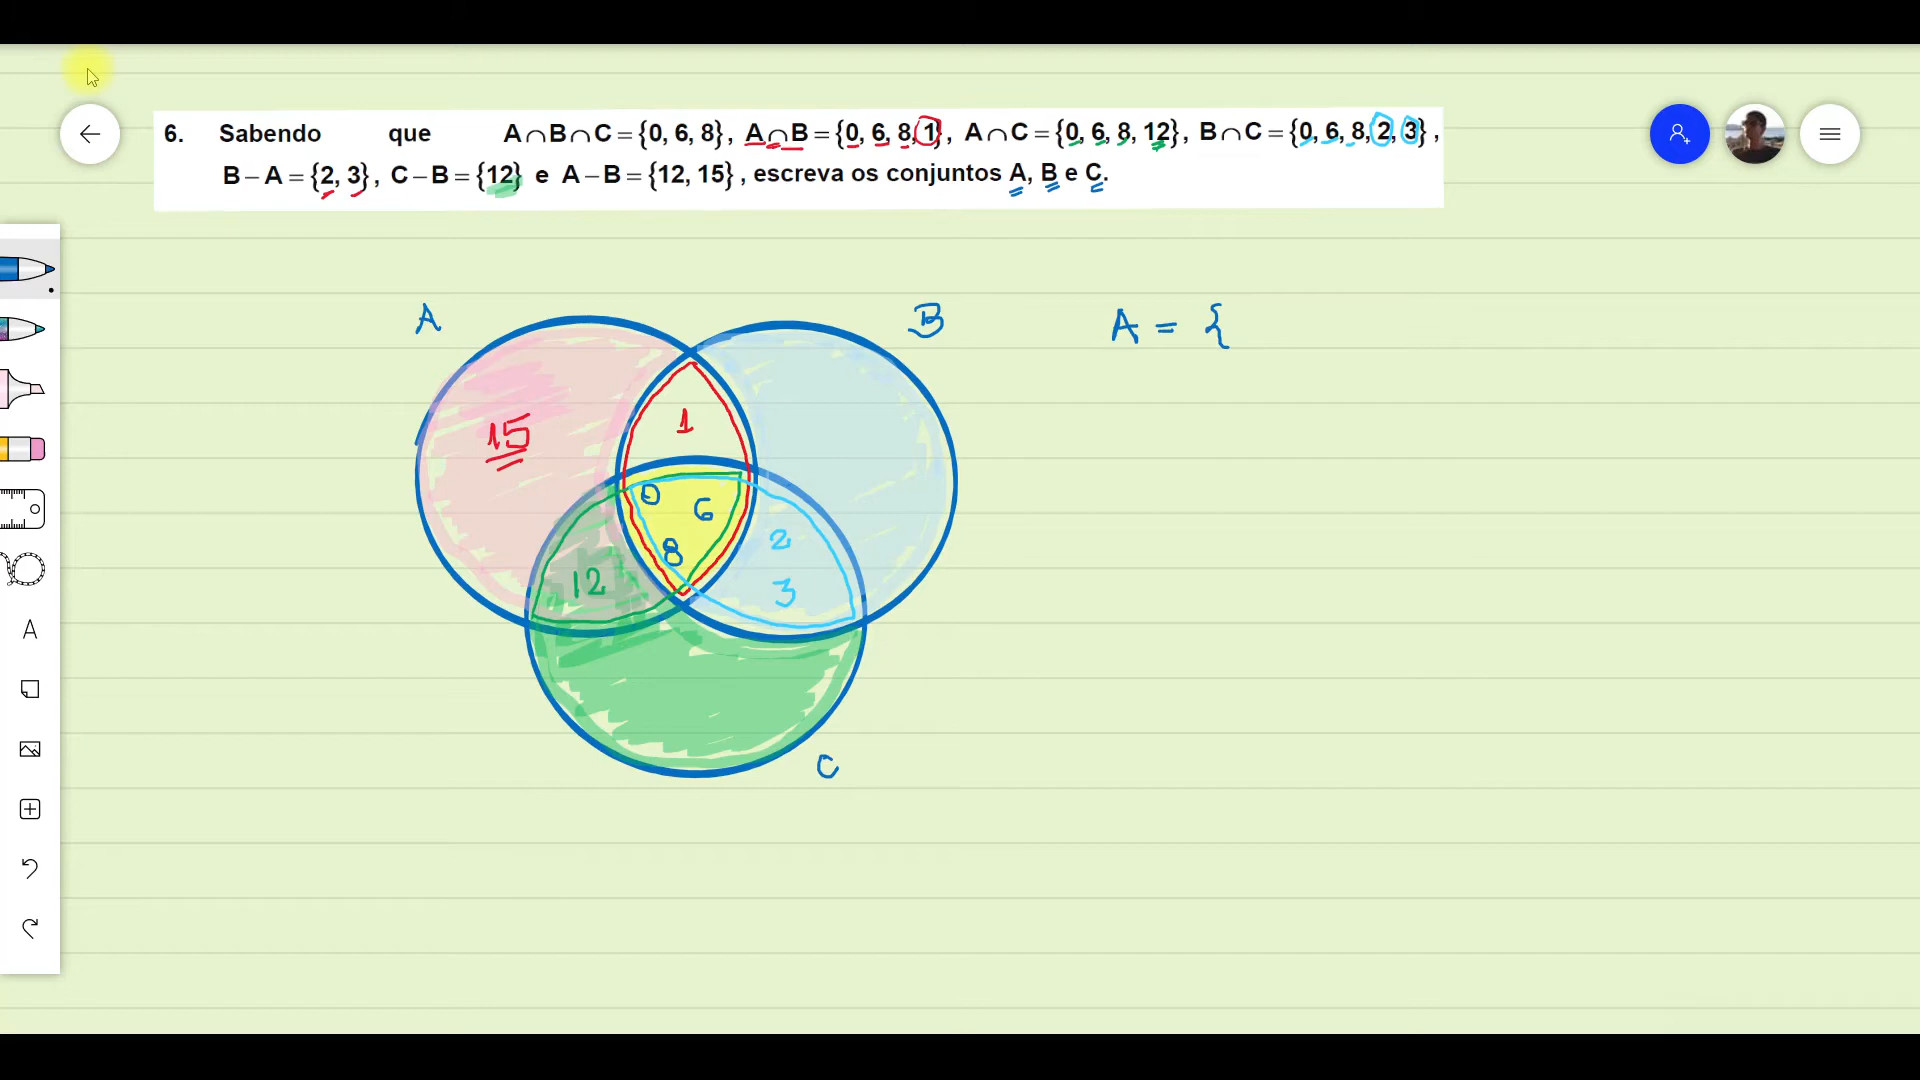 6. Sabendo que A∩B∩C = {0, 6, 8}, A∩B = {0, 6, 8, 1}, A∩C = {0, 6, 8, 12}, B∩C = {0, 6, 8, 2, 3},
B−A = {2, 3}, C−B = {12} e A−B = {12, 15}, escreva os conjuntos A, B e C.
A B A = {
1
15
0 6
2
8
12 3
C
A